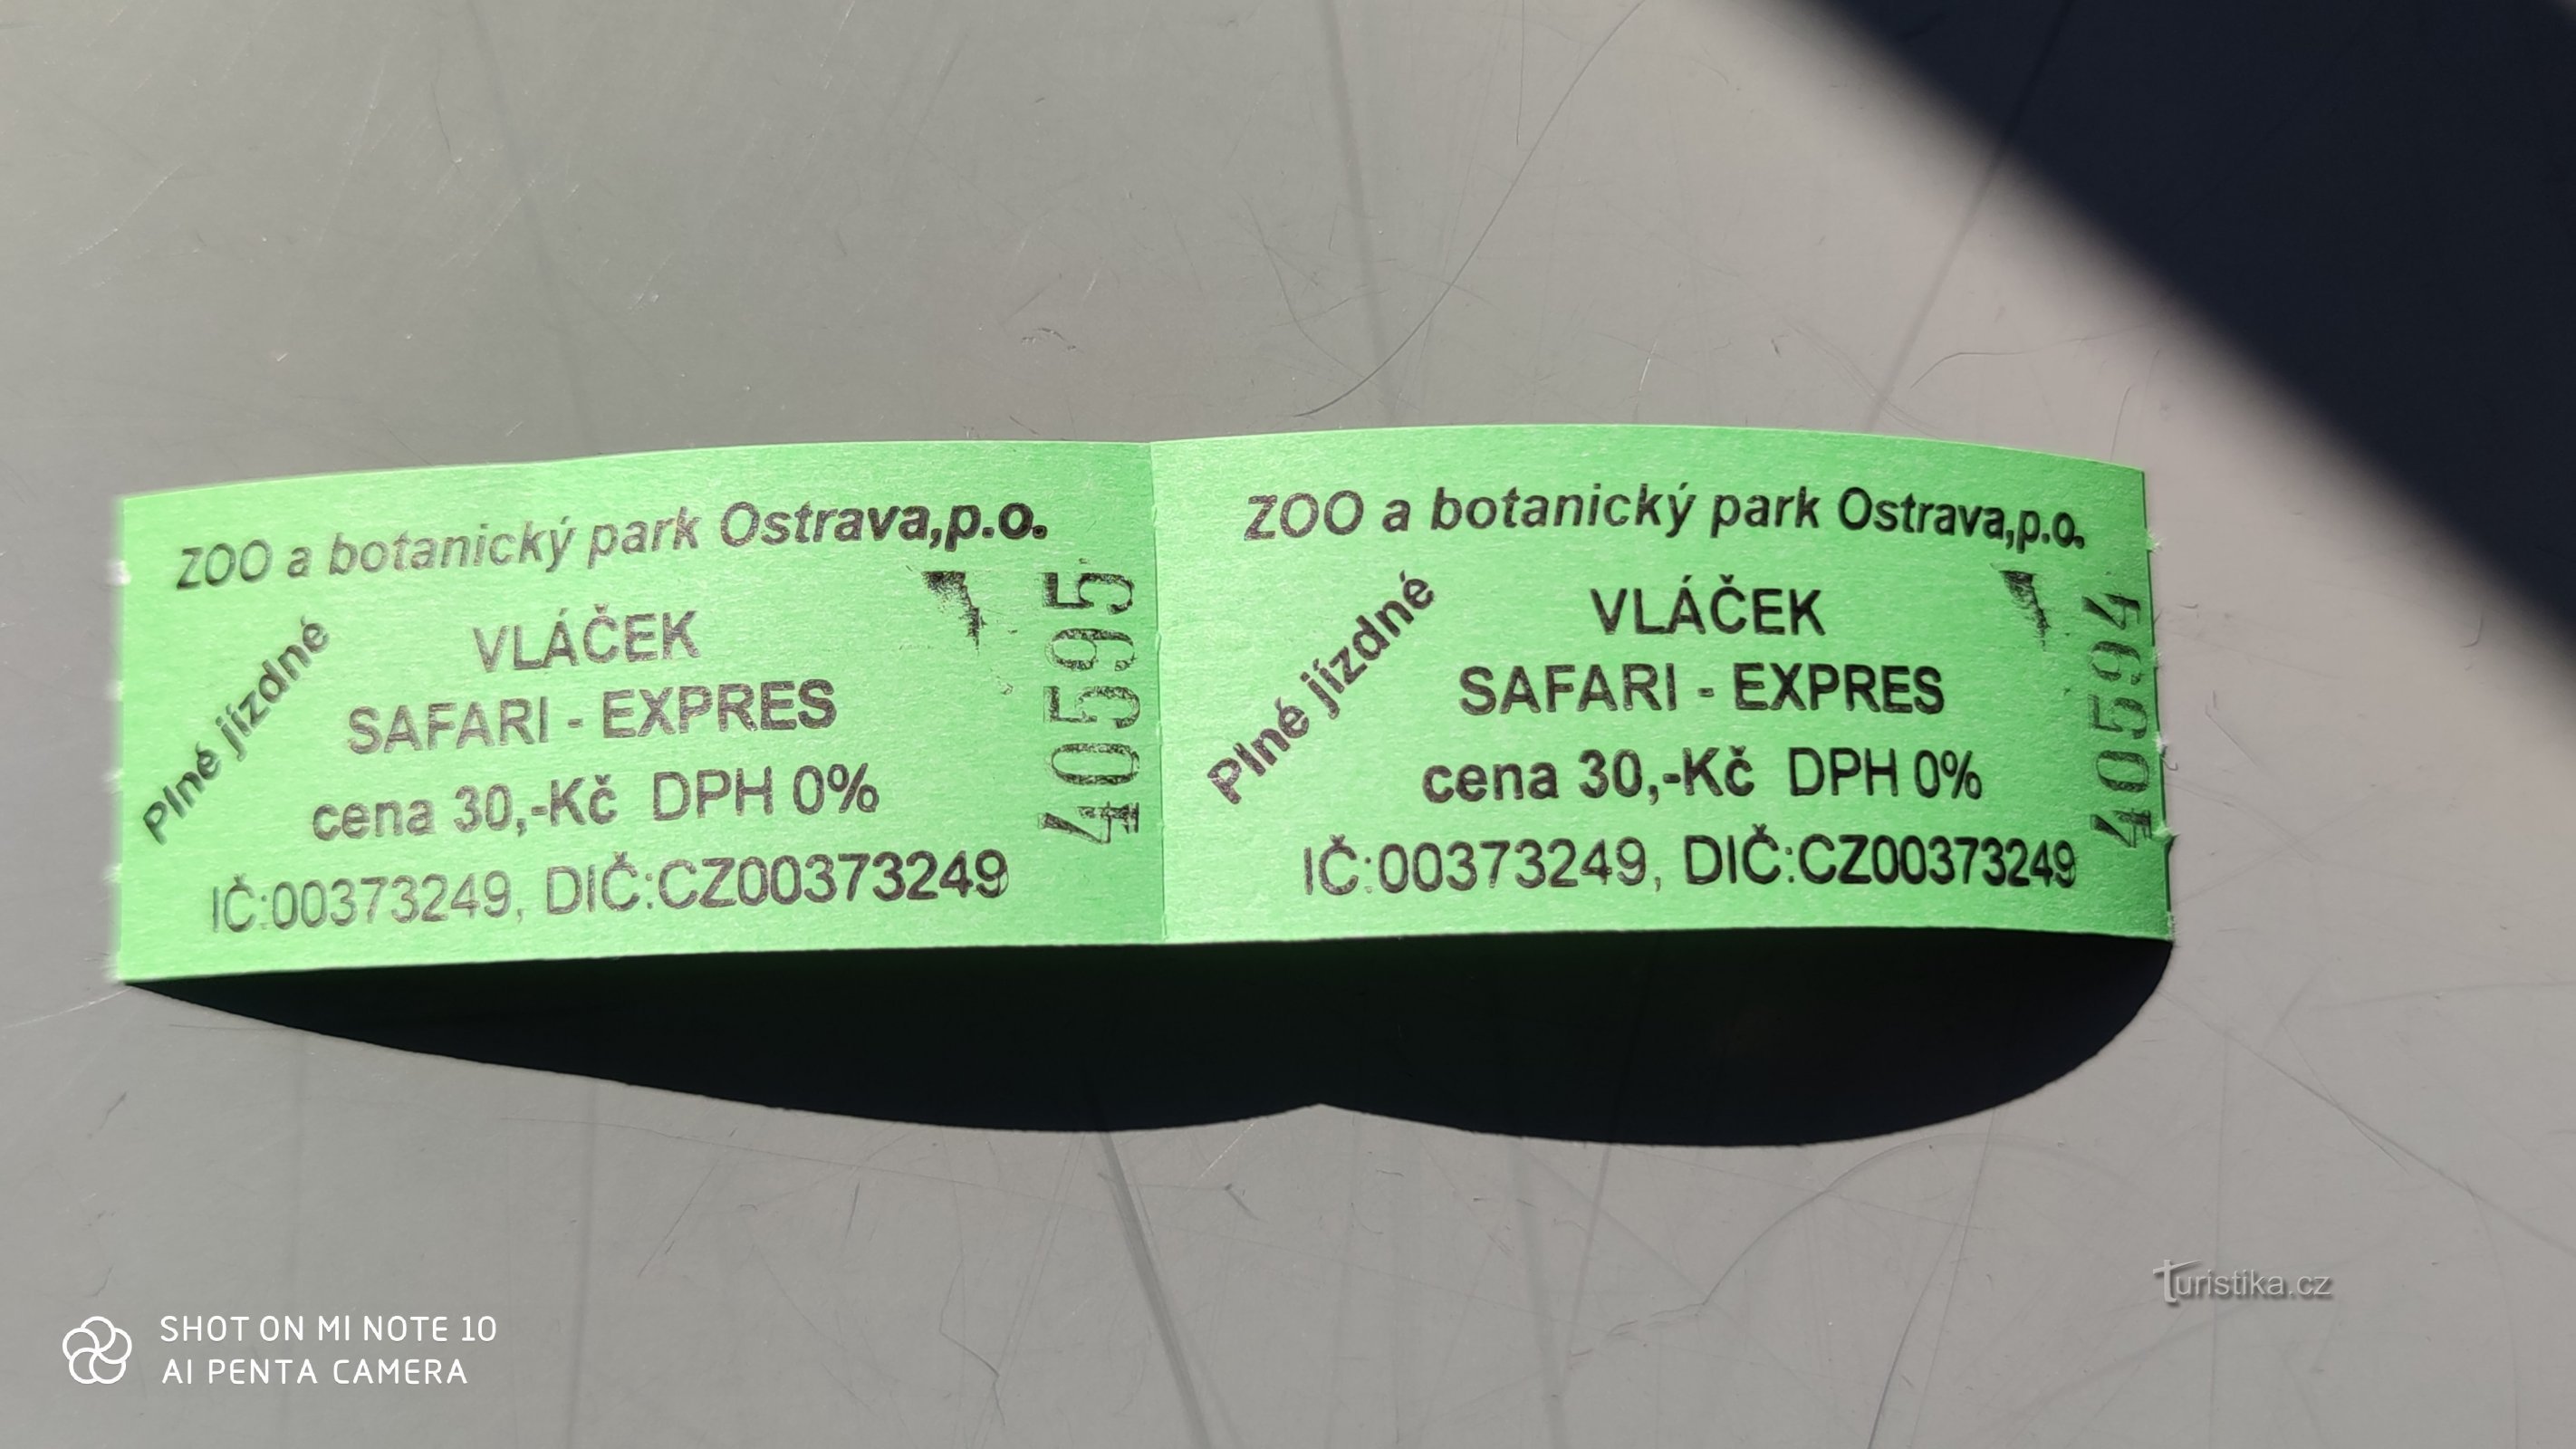 ZOO a botanický park Ostrava,p.o.
Plné jízdné
VLÁČEK
SAFARI - EXPRES
cena 30,-Kč DPH 0%
IČ:00373249, DIČ:CZ00373249
40595
ZOO a botanický park Ostrava,p.o.
Plné jízdné
VLÁČEK
SAFARI - EXPRES
cena 30,-Kč DPH 0%
IČ:00373249, DIČ:CZ00373249
40594
Turistika.cz
SHOT ON MI NOTE 10
AI PENTA CAMERA